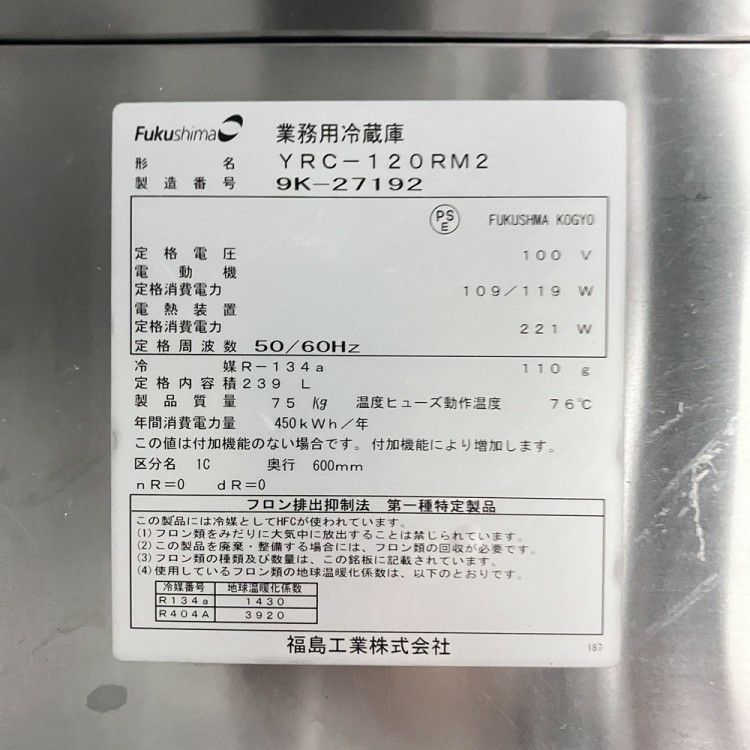 Fukushima 業務用冷蔵庫
形名 YRC-120RM2
製造番号 9K-27192
PSE FUKUSHIMA KOGYO
定格電圧 100 V
電動機
定格消費電力 109/119 W
電熱装置
定格消費電力 221 W
定格周波数 50/60Hz
冷媒 R-134a 110 g
定格内容積 239 L
製品質量 75 Kg 温度ヒューズ動作温度 76℃
年間消費電力量 450kWh/年
この値は付加機能のない場合です。付加機能により増加します。
区分名 1C 奥行 600mm
nR=0 dR=0
フロン排出抑制法 第一種特定製品
この製品には冷媒としてHFCが使われています。
(1)フロン類をみだりに大気中に放出することは禁じられています。
(2)この製品を廃棄・整備する場合には、フロン類の回収が必要です。
(3)フロン類の種類及び数量は、この銘板に記載されています。
(4)使用しているフロン類の地球温暖化係数は、以下のとおりです。
冷媒番号 地球温暖化係数
R134a 1430
R404A 3920
福島工業株式会社
187